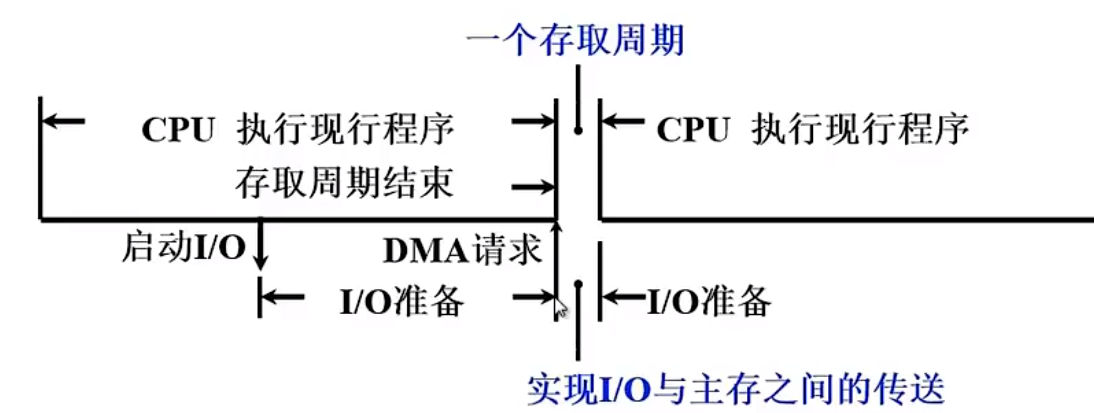 一个存取周期
CPU 执行现行程序
CPU 执行现行程序
存取周期结束
启动I/O
DMA请求
I/O准备
I/O准备
实现I/O与主存之间的传送